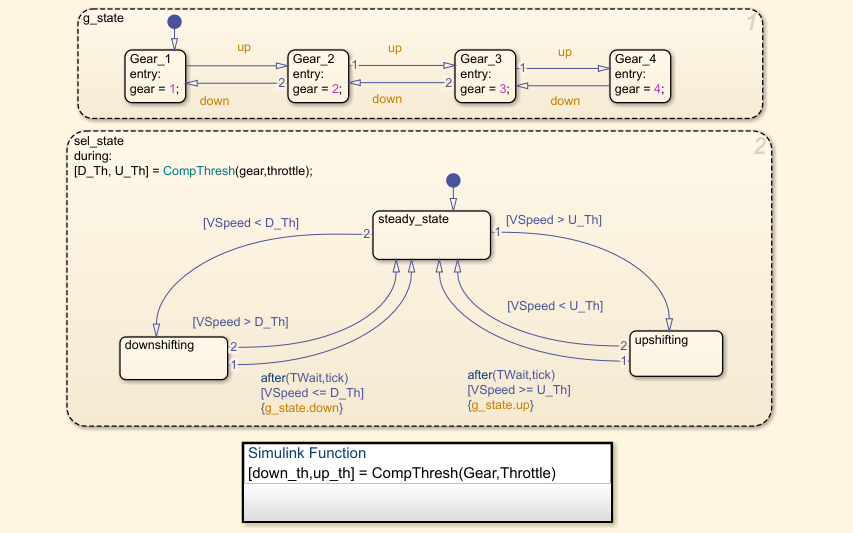 g_state
1
Gear_1
entry:
gear = 1;
up
down
2
Gear_2
entry:
gear = 2;
1
up
down
2
Gear_3
entry:
gear = 3;
1
up
down
Gear_4
entry:
gear = 4;
sel_state
2
during:
[D_Th, U_Th] = CompThresh(gear,throttle);
[VSpeed < D_Th]
2
steady_state
1
[VSpeed > U_Th]
[VSpeed > D_Th]
[VSpeed < U_Th]
downshifting
2
1
2
1
upshifting
after(TWait,tick)
[VSpeed <= D_Th]
{g_state.down}
after(TWait,tick)
[VSpeed >= U_Th]
{g_state.up}
Simulink Function
[down_th,up_th] = CompThresh(Gear,Throttle)